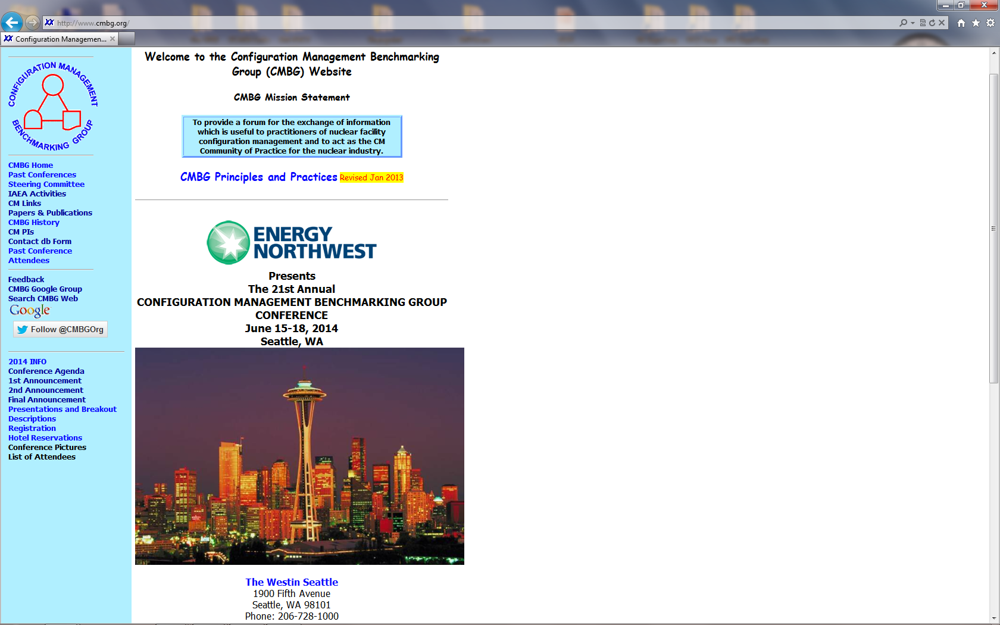 http://www.cmbg.org/
Configuration Managemen...
CONFIGURATION MANAGEMENT
BENCHMARKING GROUP
CMBG Home
Past Conferences
Steering Committee
IAEA Activities
CM Links
Papers & Publications
CMBG History
CM PIs
Contact db Form
Past Conference
Attendees
Feedback
CMBG Google Group
Search CMBG Web
Google
Follow @CMBGOrg
2014 INFO
Conference Agenda
1st Announcement
2nd Announcement
Final Announcement
Presentations and Breakout
Descriptions
Registration
Hotel Reservations
Conference Pictures
List of Attendees
Welcome to the Configuration Management Benchmarking
Group (CMBG) Website
CMBG Mission Statement
To provide a forum for the exchange of information
which is useful to practitioners of nuclear facility
configuration management and to act as the CM
Community of Practice for the nuclear industry.
CMBG Principles and Practices Revised Jan 2013
ENERGY
NORTHWEST
Presents
The 21st Annual
CONFIGURATION MANAGEMENT BENCHMARKING GROUP
CONFERENCE
June 15-18, 2014
Seattle, WA
The Westin Seattle
1900 Fifth Avenue
Seattle, WA 98101
Phone: 206-728-1000